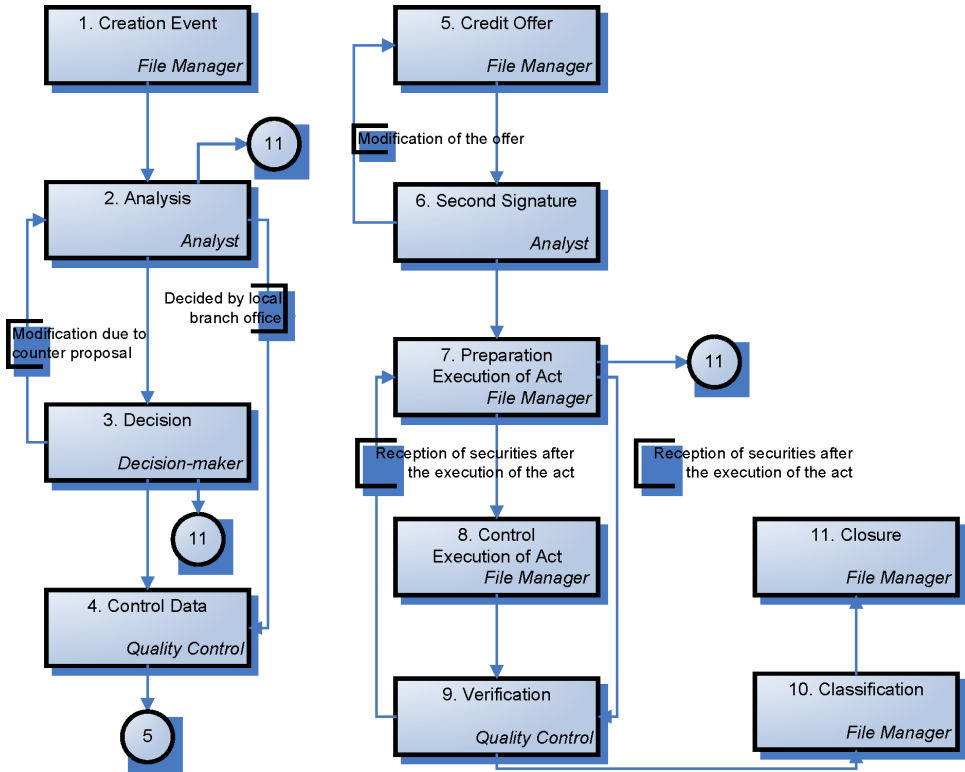 1. Creation Event
File Manager
11
2. Analysis
Analyst
Decided by local
branch office
Modification due to
counter proposal
3. Decision
Decision-maker
11
4. Control Data
Quality Control
5
5. Credit Offer
File Manager
Modification of the offer
6. Second Signature
Analyst
7. Preparation
Execution of Act
File Manager
11
Reception of securities after
the execution of the act
Reception of securities after
the execution of the act
8. Control
Execution of Act
File Manager
9. Verification
Quality Control
11. Closure
File Manager
10. Classification
File Manager